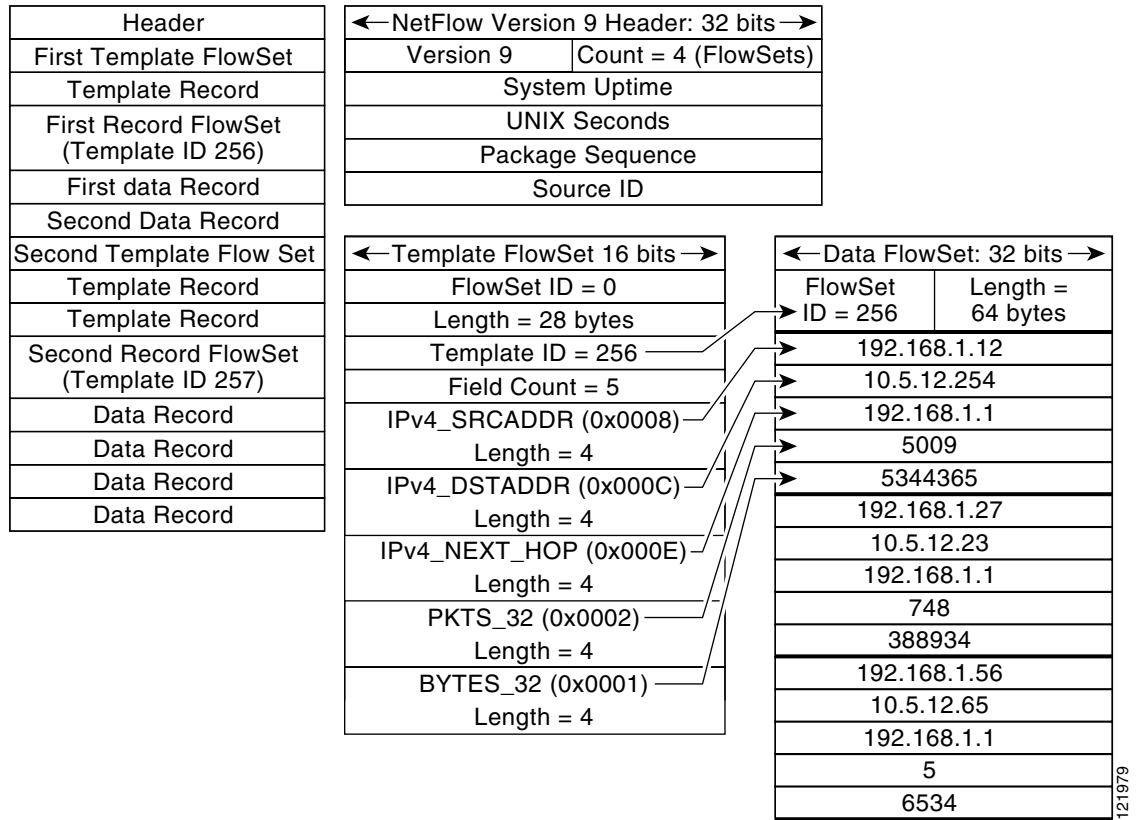 Header
First Template FlowSet
Template Record
First Record FlowSet
(Template ID 256)
First data Record
Second Data Record
Second Template Flow Set
Template Record
Template Record
Second Record FlowSet
(Template ID 257)
Data Record
Data Record
Data Record
Data Record
NetFlow Version 9 Header: 32 bits
Version 9
Count = 4 (FlowSets)
System Uptime
UNIX Seconds
Package Sequence
Source ID
Template FlowSet 16 bits
FlowSet ID = 0
Length = 28 bytes
Template ID = 256
Field Count = 5
IPv4_SRCADDR (0x0008)
Length = 4
IPv4_DSTADDR (0x000C)
Length = 4
IPv4_NEXT_HOP (0x000E)
Length = 4
PKTS_32 (0x0002)
Length = 4
BYTES_32 (0x0001)
Length = 4
Data FlowSet: 32 bits
FlowSet
ID = 256
Length =
64 bytes
192.168.1.12
10.5.12.254
192.168.1.1
5009
5344365
192.168.1.27
10.5.12.23
192.168.1.1
748
388934
192.168.1.56
10.5.12.65
192.168.1.1
5
6534
121979